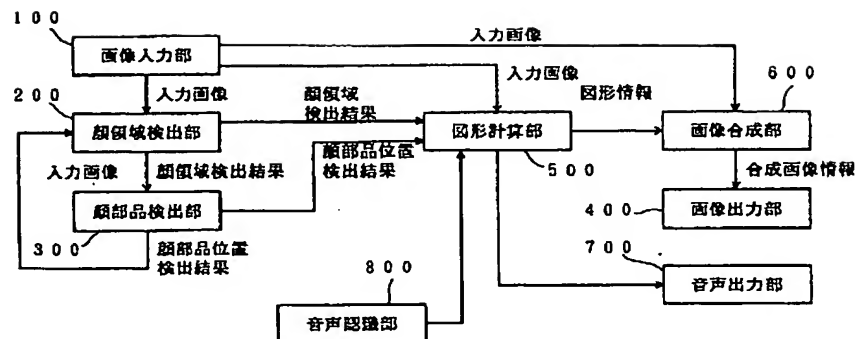 100
画像入力部
入力画像
入力画像
600
200
入力画像
顔領域
検出結果
図形情報
顔領域検出部
図形計算部
画像合成部
入力画像
顔領域検出結果
顔部品位置
検出結果
500
合成画像情報
顔部品検出部
400
画像出力部
300
顔部品位置
検出結果
700
800
音声出力部
音声認識部